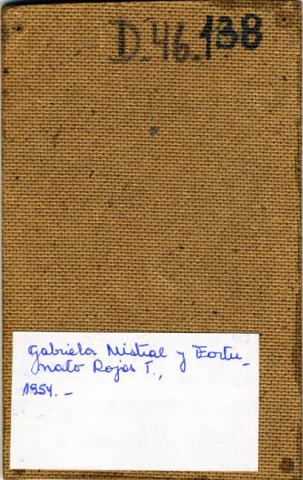 D.46.138
Gabriela Mistral y Fortu-
nato Rojas T.,
1954.-